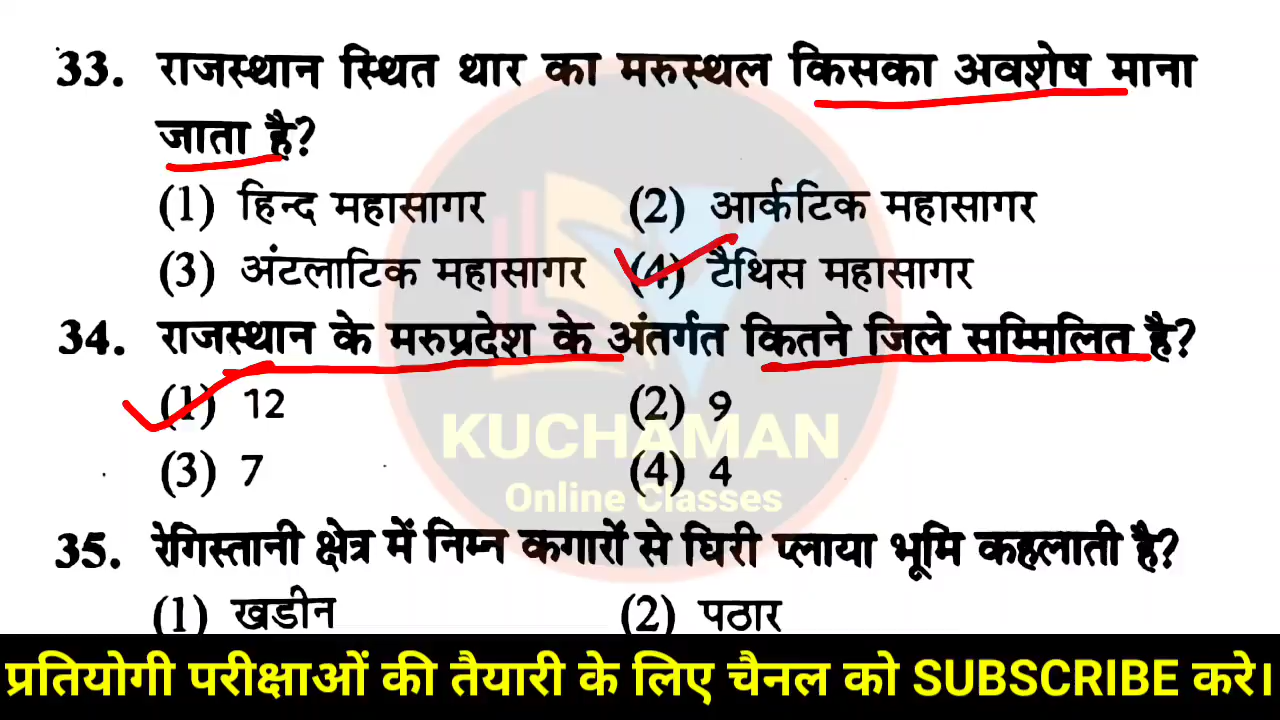 33. राजस्थान स्थित थार का मरुस्थल किसका अवशेष माना
जाता है?
(1) हिन्द महासागर (2) आर्कटिक महासागर
(3) अंटलाटिक महासागर (4) टैथिस महासागर
34. राजस्थान के मरुप्रदेश के अंतर्गत कितने जिले सम्मिलित है?
(1) 12 (2) 9
(3) 7 (4) 4
KUCHAMAN
Online Classes
35. रेगिस्तानी क्षेत्र में निम्न कगारों से घिरी प्लाया भूमि कहलाती है?
(1) खडीन (2) पठार
प्रतियोगी परीक्षाओं की तैयारी के लिए चैनल को SUBSCRIBE करे।